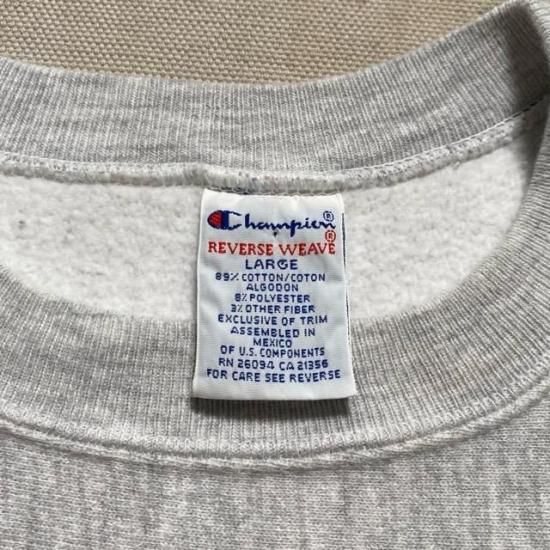 Champion®
REVERSE WEAVE®
LARGE
89% COTTON/COTON
ALGODON
8% POLYESTER
3% OTHER FIBER
EXCLUSIVE OF TRIM
ASSEMBLED IN
MEXICO
OF U.S. COMPONENTS
RN 26094 CA 21356
FOR CARE SEE REVERSE